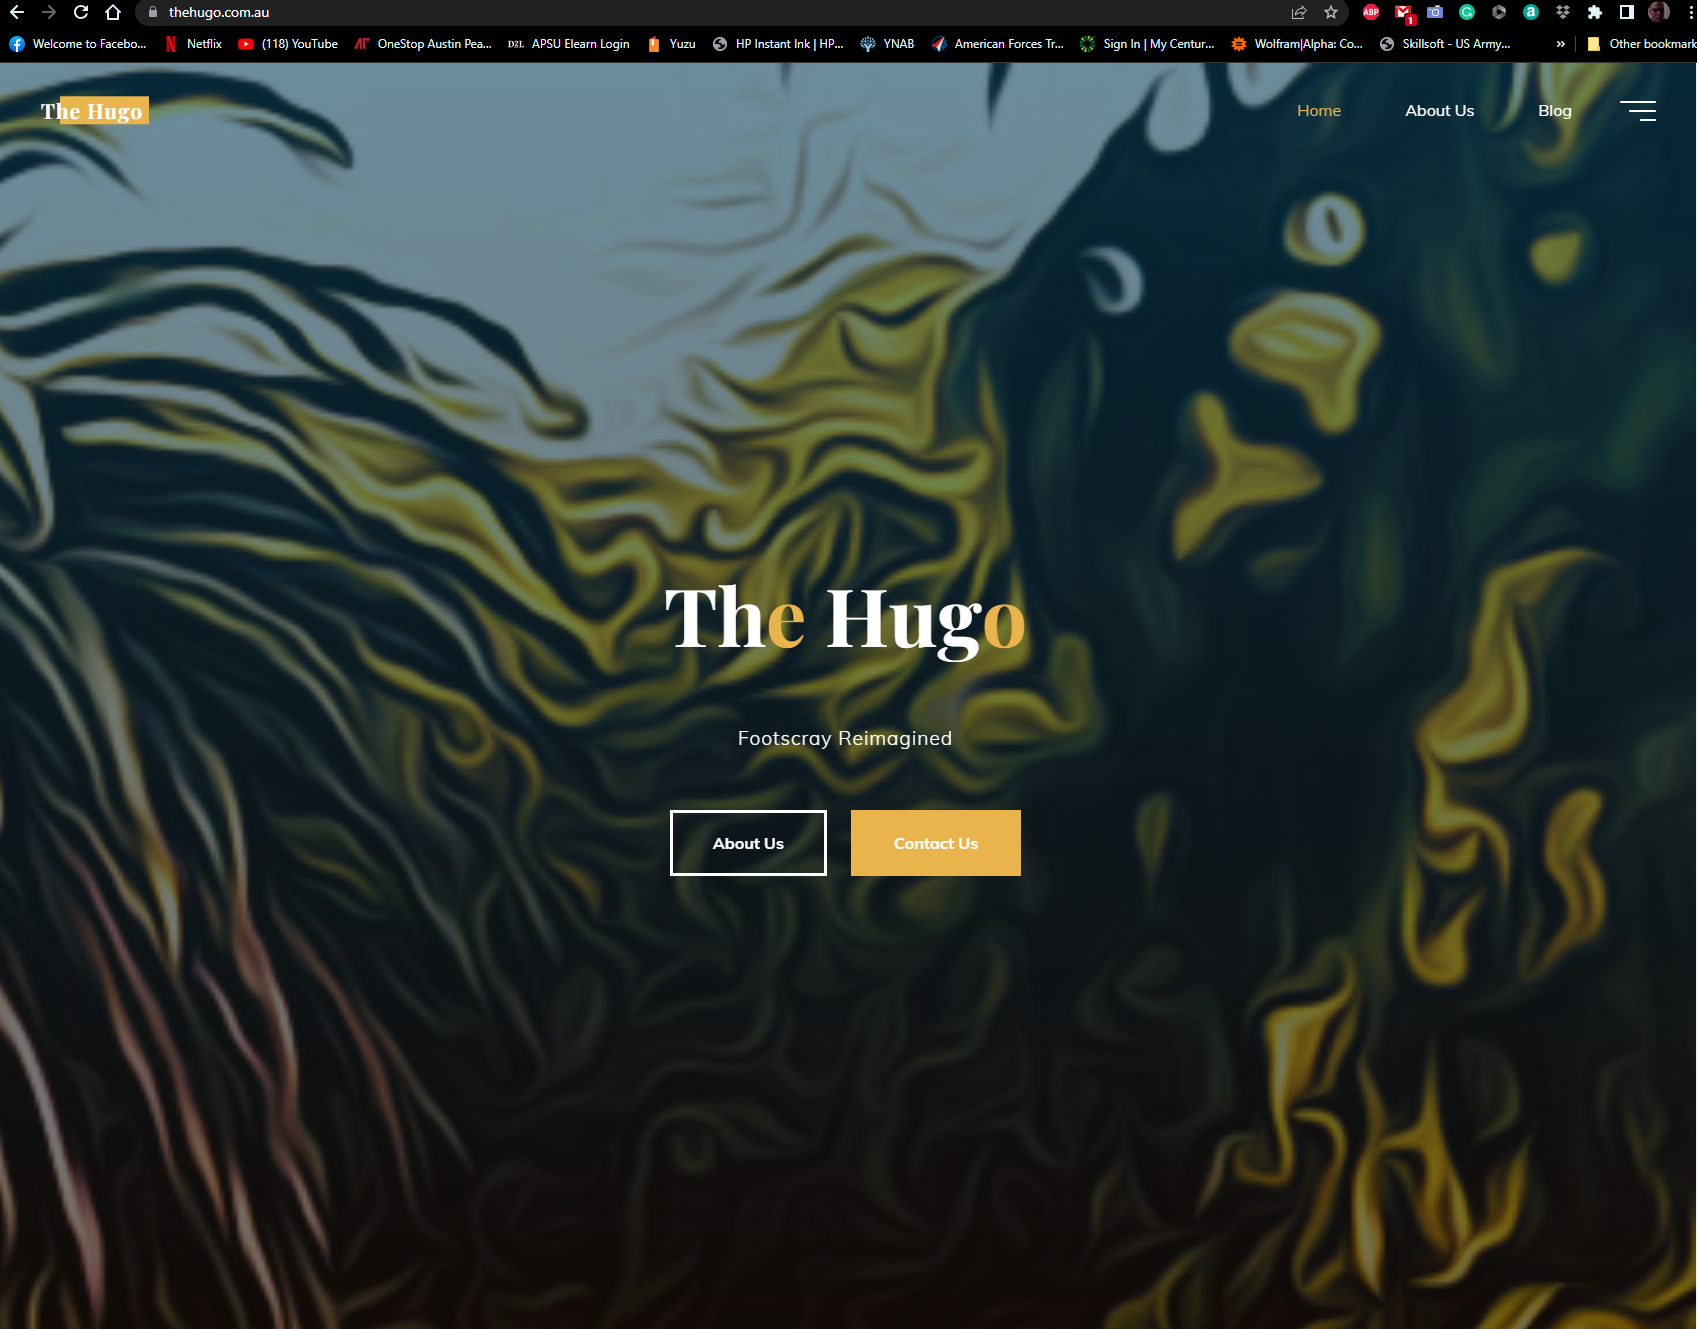 thehugo.com.au
Welcome to Facebo...
Netflix
(118) YouTube
OneStop Austin Pea...
D2L
APSU Elearn Login
Yuzu
HP Instant Ink | HP...
YNAB
American Forces Tr...
Sign In | My Centur...
Wolfram|Alpha: Co...
Skillsoft - US Army...
»
Other bookmark
ABP
1
The Hugo
Home
About Us
Blog
The Hugo
Footscray Reimagined
About Us
Contact Us